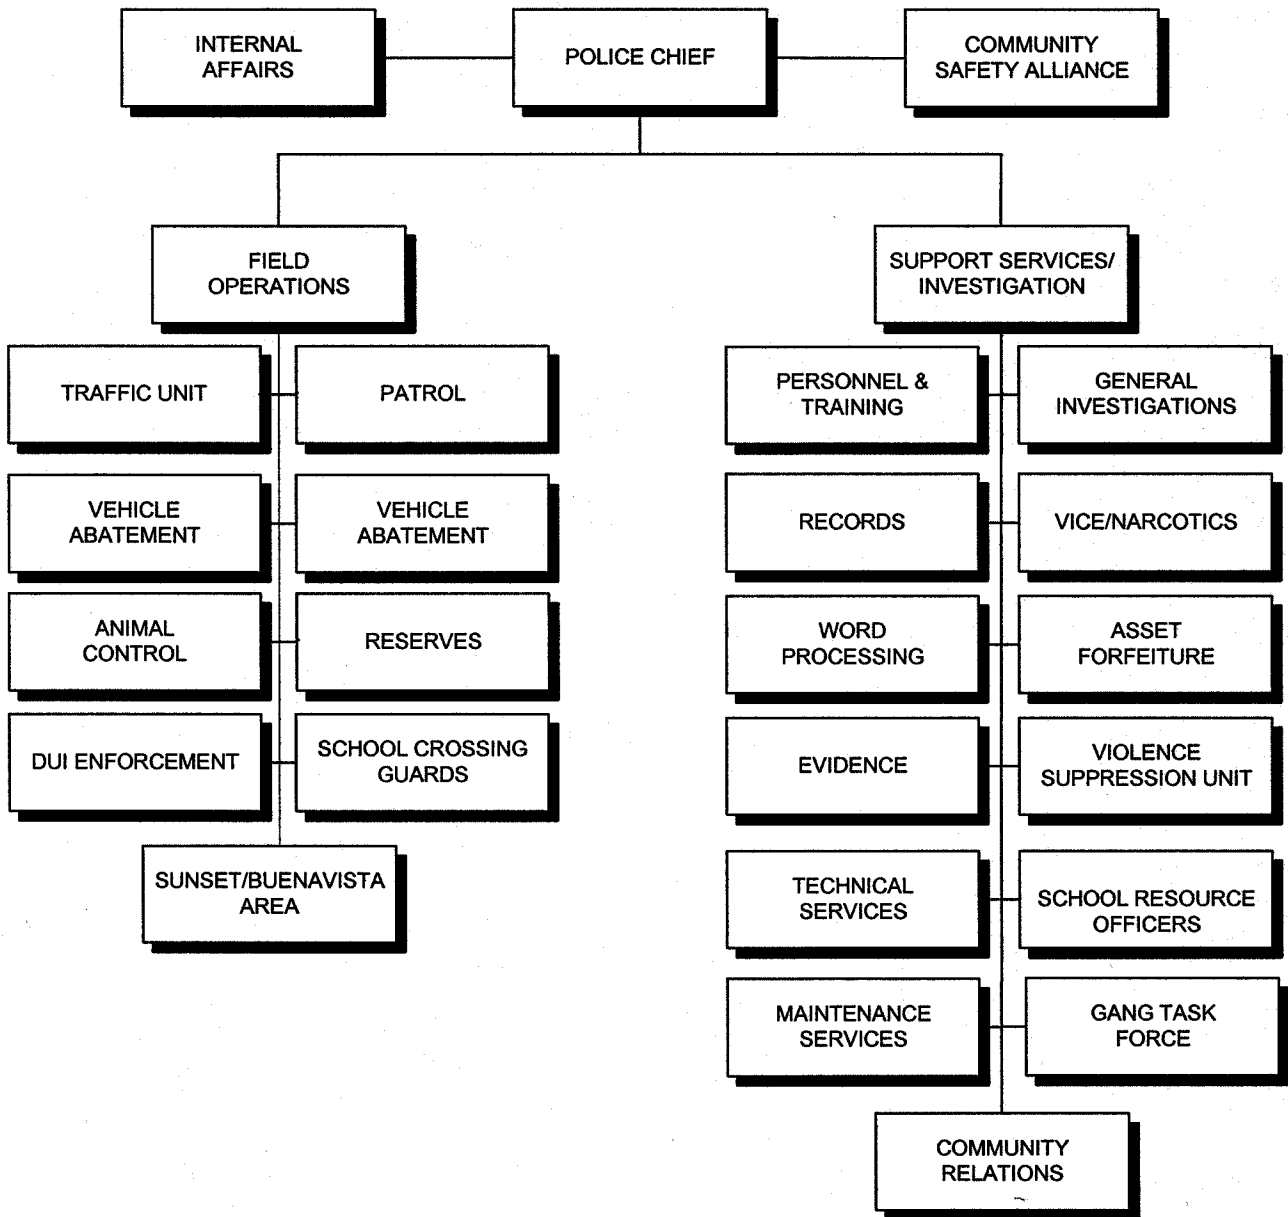 INTERNAL
AFFAIRS
POLICE CHIEF
COMMUNITY
SAFETY ALLIANCE
FIELD
OPERATIONS
SUPPORT SERVICES/
INVESTIGATION
TRAFFIC UNIT
PATROL
PERSONNEL &
TRAINING
GENERAL
INVESTIGATIONS
VEHICLE
ABATEMENT
VEHICLE
ABATEMENT
RECORDS
VICE/NARCOTICS
ANIMAL
CONTROL
RESERVES
WORD
PROCESSING
ASSET
FORFEITURE
DUI ENFORCEMENT
SCHOOL CROSSING
GUARDS
EVIDENCE
VIOLENCE
SUPPRESSION UNIT
SUNSET/BUENAVISTA
AREA
TECHNICAL
SERVICES
SCHOOL RESOURCE
OFFICERS
MAINTENANCE
SERVICES
GANG TASK
FORCE
COMMUNITY
RELATIONS